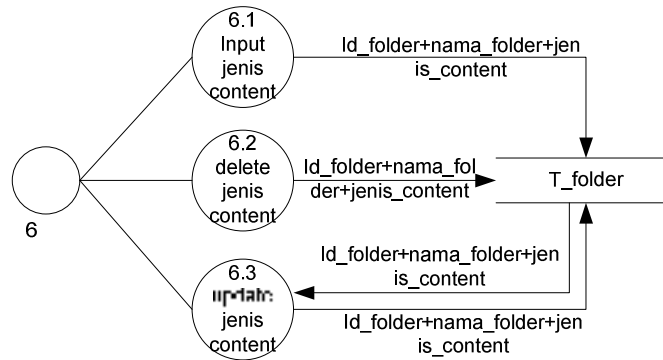 6.1
Input
jenis
content
Id_folder+nama_folder+jen
is_content
6.2
delete
jenis
content
Id_folder+nama_fol
der+jenis_content
T_folder
6
6.3
update
jenis
content
Id_folder+nama_folder+jen
is_content
Id_folder+nama_folder+jen
is_content